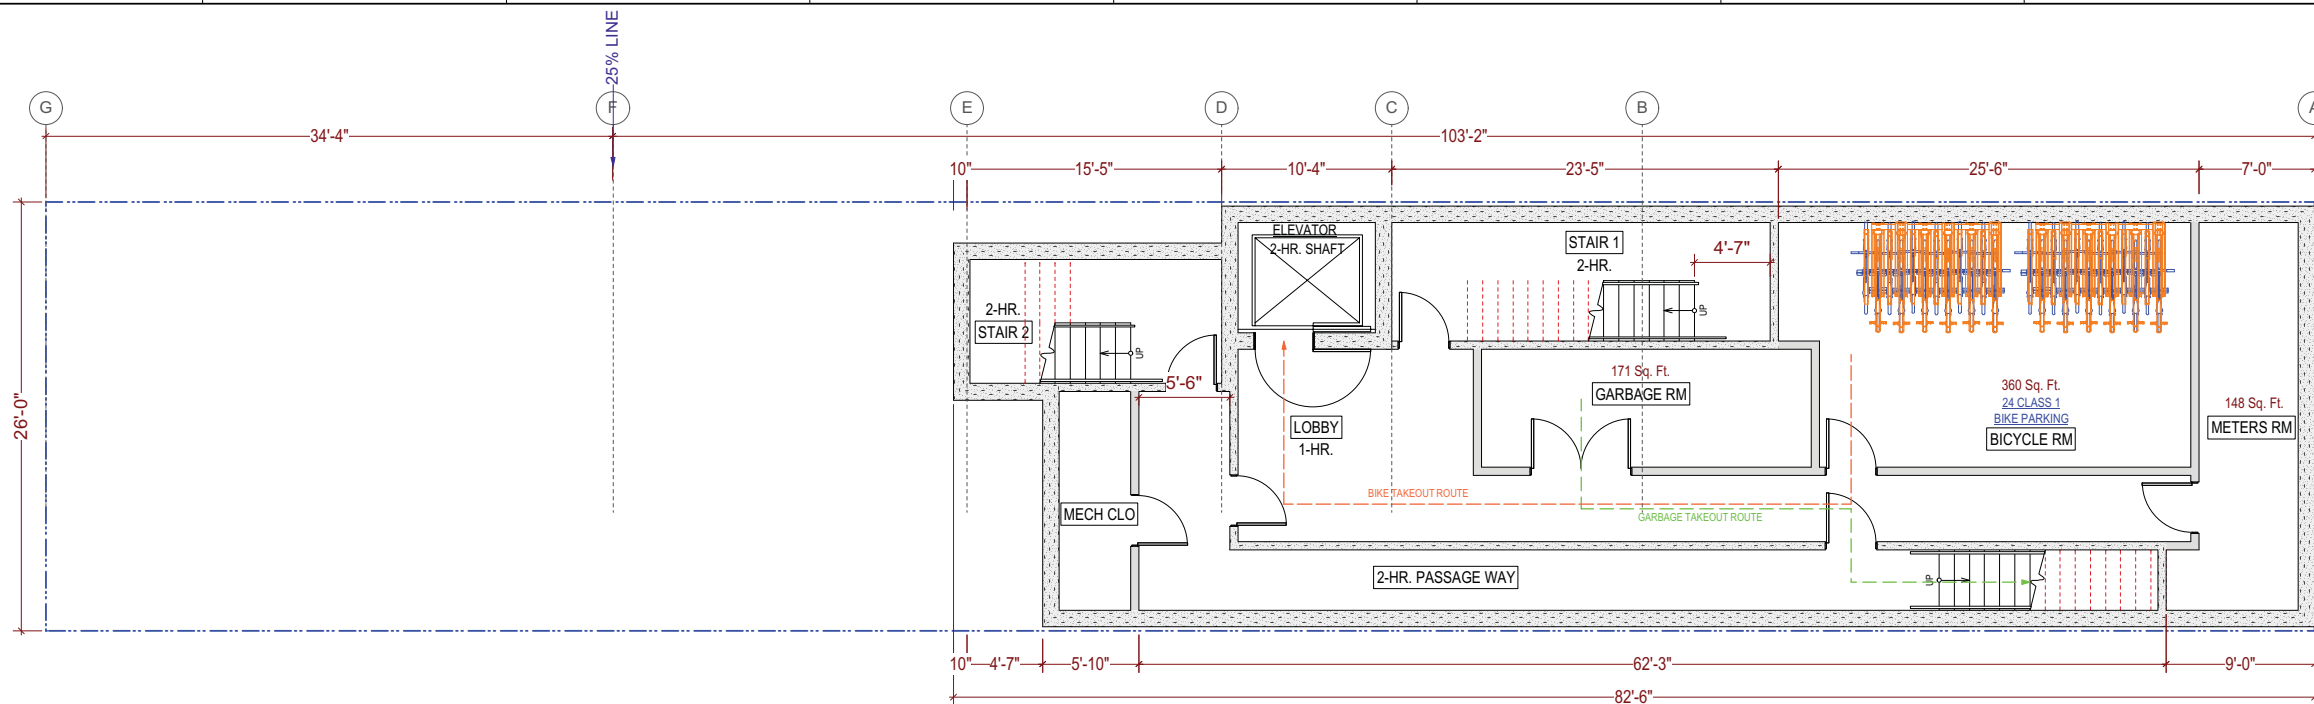 25% LINE
G
F
E
D
C
B
A
34'-4"
103'-2"
10"
15'-5"
10'-4"
23'-5"
25'-6"
7'-0"
ELEVATOR
2-HR. SHAFT
STAIR 1
2-HR.
4'-7"
UP
2-HR.
STAIR 2
UP
5'-6"
26'-0"
171 Sq. Ft.
GARBAGE RM
360 Sq. Ft.
24 CLASS 1
BIKE PARKING
BICYCLE RM
148 Sq. Ft.
METERS RM
LOBBY
1-HR.
MECH CLO
BIKE TAKEOUT ROUTE
GARBAGE TAKEOUT ROUTE
2-HR. PASSAGE WAY
UP
10"
4'-7"
5'-10"
62'-3"
9'-0"
82'-6"